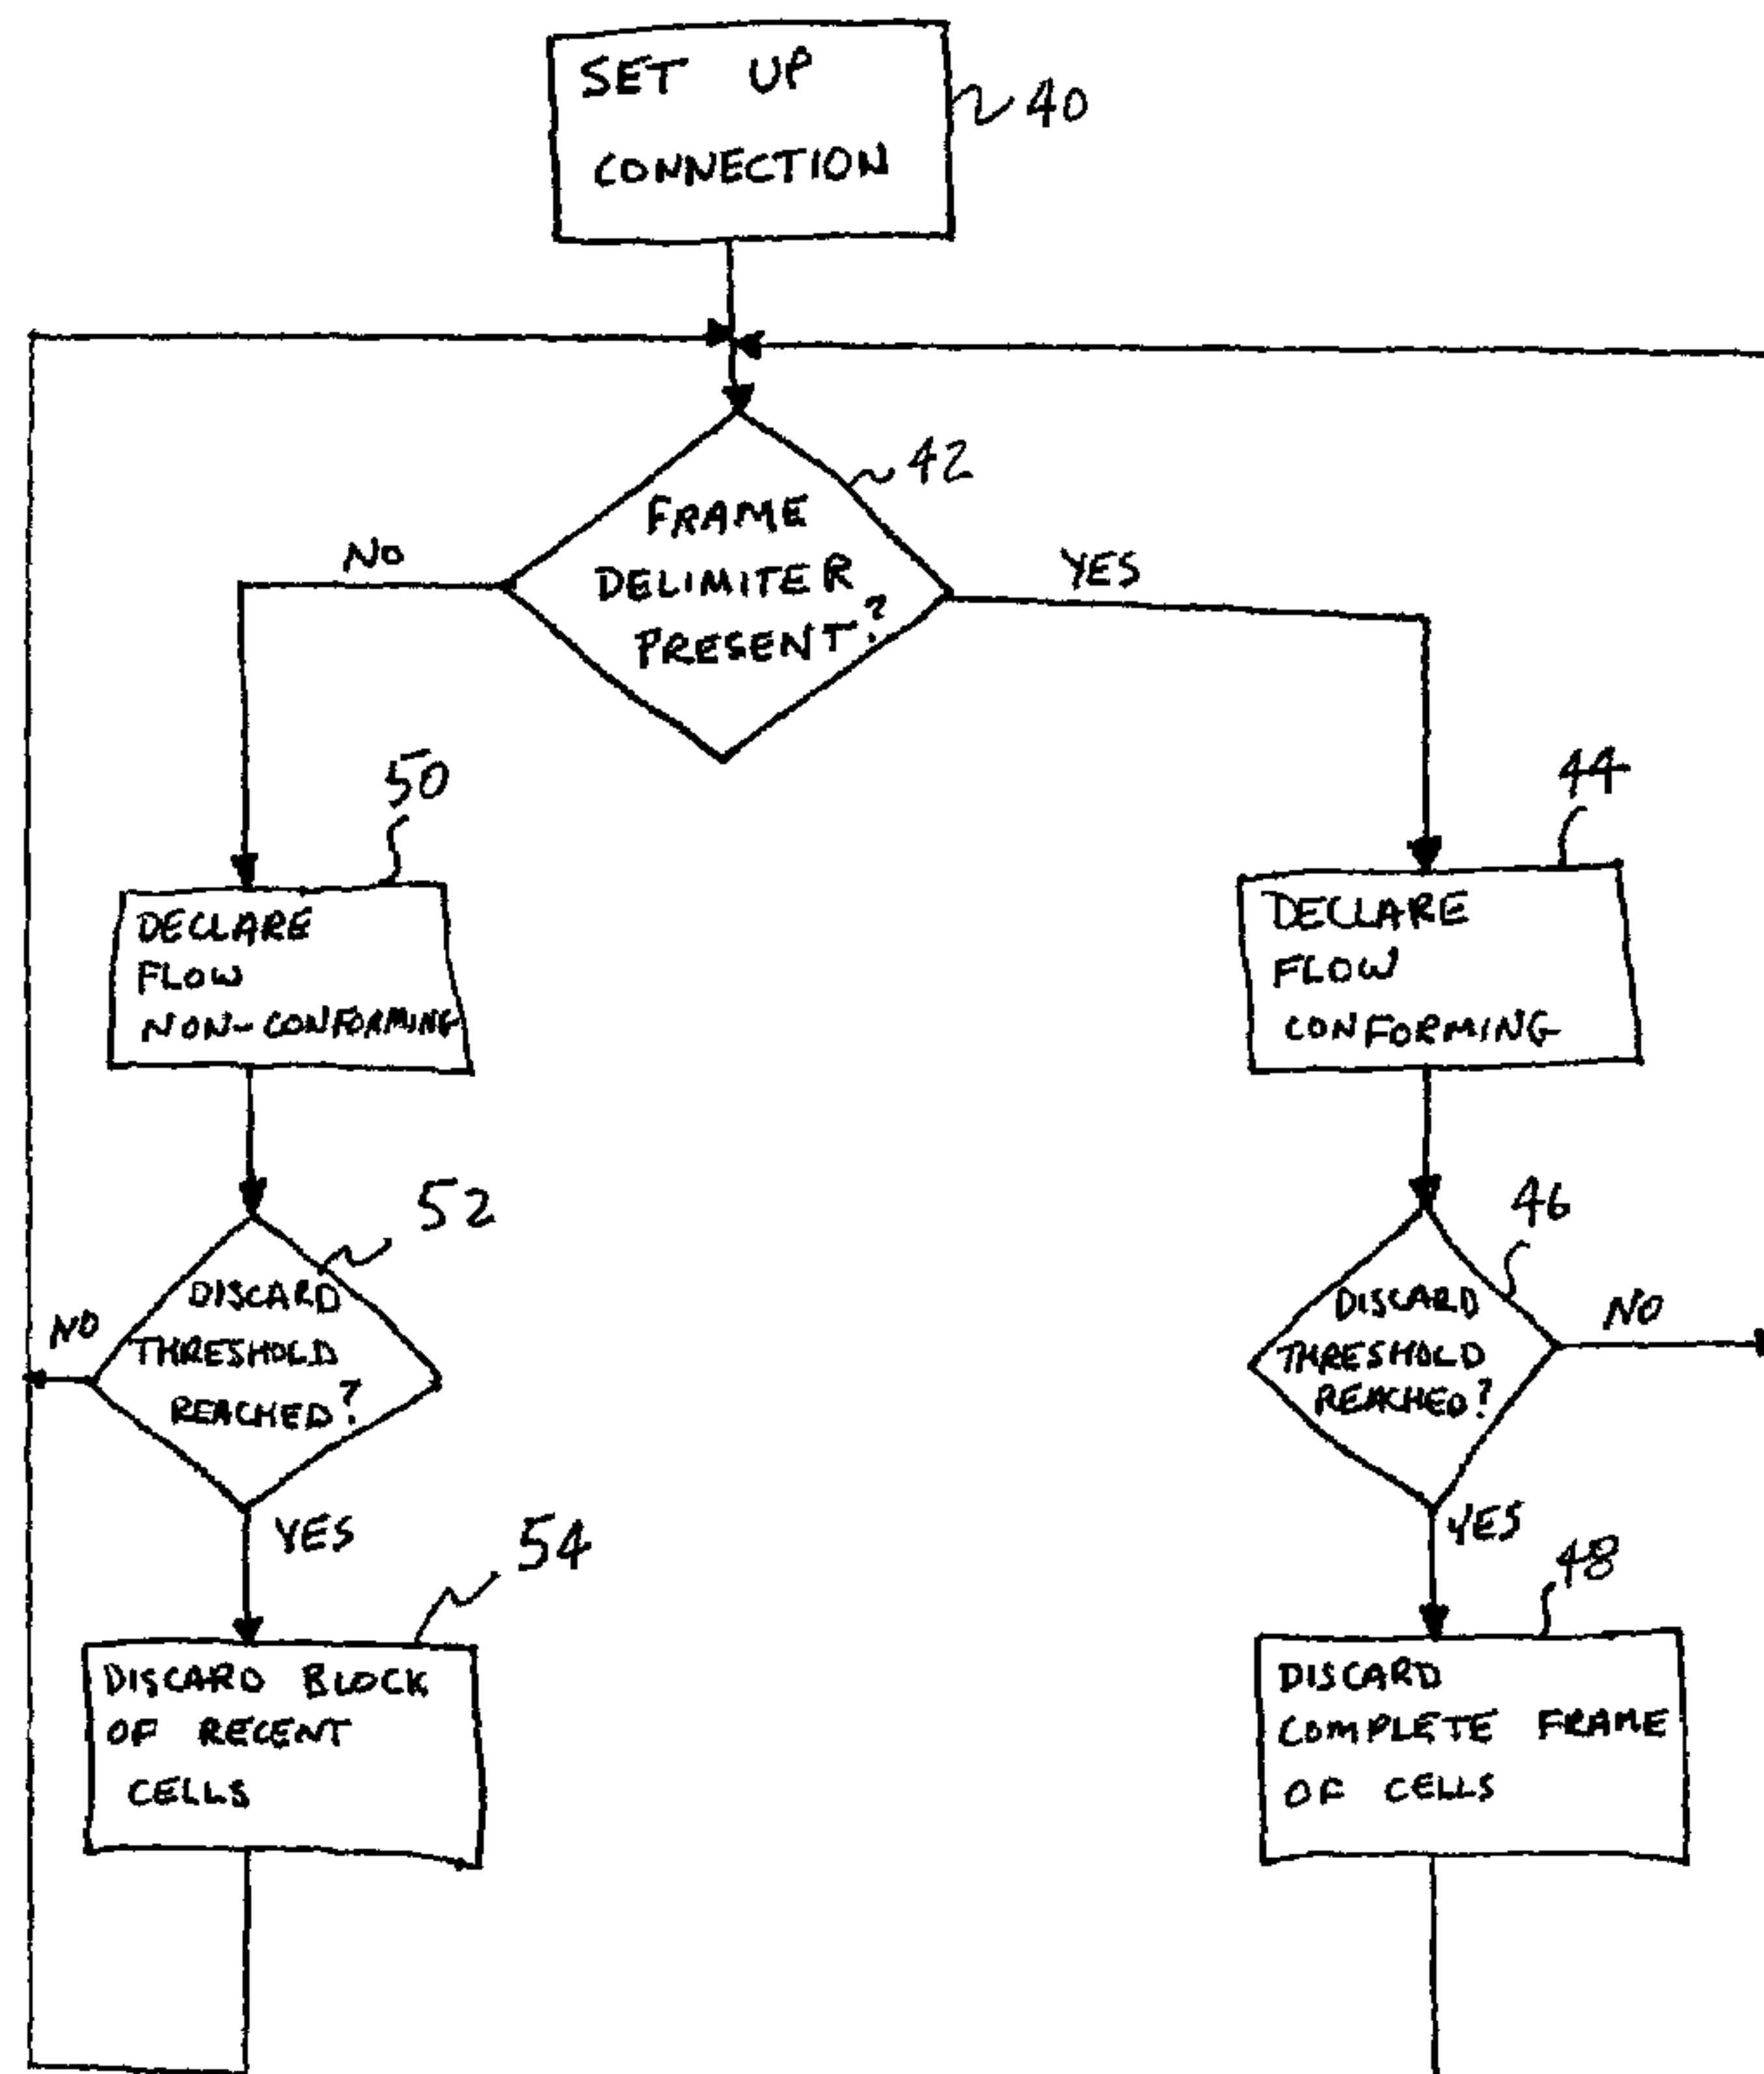 SET UP
CONNECTION
40
42
FRAME
DELIMITER
PRESENT?
NO
YES
50
44
DECLARE
FLOW
NON-CONFORMING
DECLARE
FLOW
CONFORMING
52
46
DISCARD
THRESHOLD
REACHED?
NO
DISCARD
THRESHOLD
REACHED?
NO
YES
YES
54
48
DISCARD BLOCK
OF RECENT
CELLS
DISCARD
COMPLETE FRAME
OF CELLS